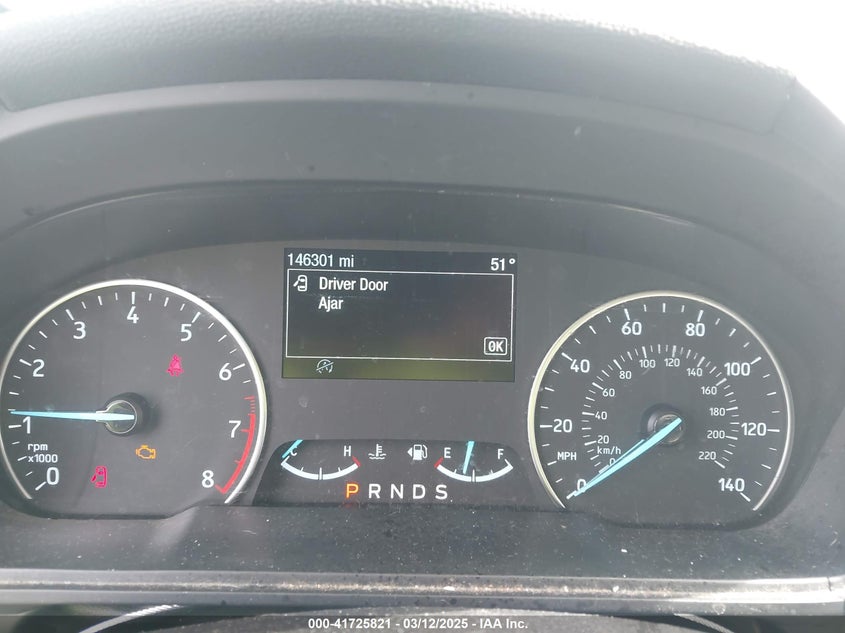 146301 mi 51°
Driver Door
Ajar
OK
0 1 2 3 4 5 6 7 8
rpm
x1000
C H E F
P R N D S
0 20 40 60 80 100 120 140
MPH
0 20 40 60 80 100 120 140 160 180 200 220
km/h
000-41725821 - 03/12/2025 - IAA Inc.